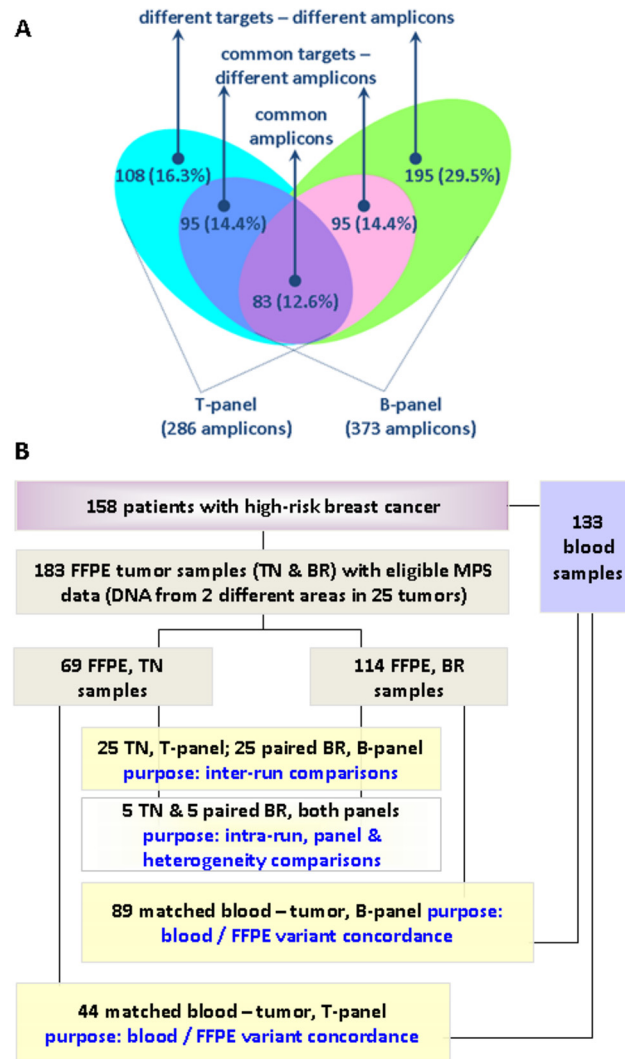 A
different targets – different amplicons
common targets –
different amplicons
common
amplicons
108 (16.3%)
195 (29.5%)
95 (14.4%)
95 (14.4%)
83 (12.6%)
T-panel
(286 amplicons)
B-panel
(373 amplicons)
B
158 patients with high-risk breast cancer
133
blood
samples
183 FFPE tumor samples (TN & BR) with eligible MPS
data (DNA from 2 different areas in 25 tumors)
69 FFPE, TN
samples
114 FFPE, BR
samples
25 TN, T-panel; 25 paired BR, B-panel
purpose: inter-run comparisons
5 TN & 5 paired BR, both panels
purpose: intra-run, panel &
heterogeneity comparisons
89 matched blood – tumor, B-panel purpose:
blood / FFPE variant concordance
44 matched blood – tumor, T-panel
purpose: blood / FFPE variant concordance